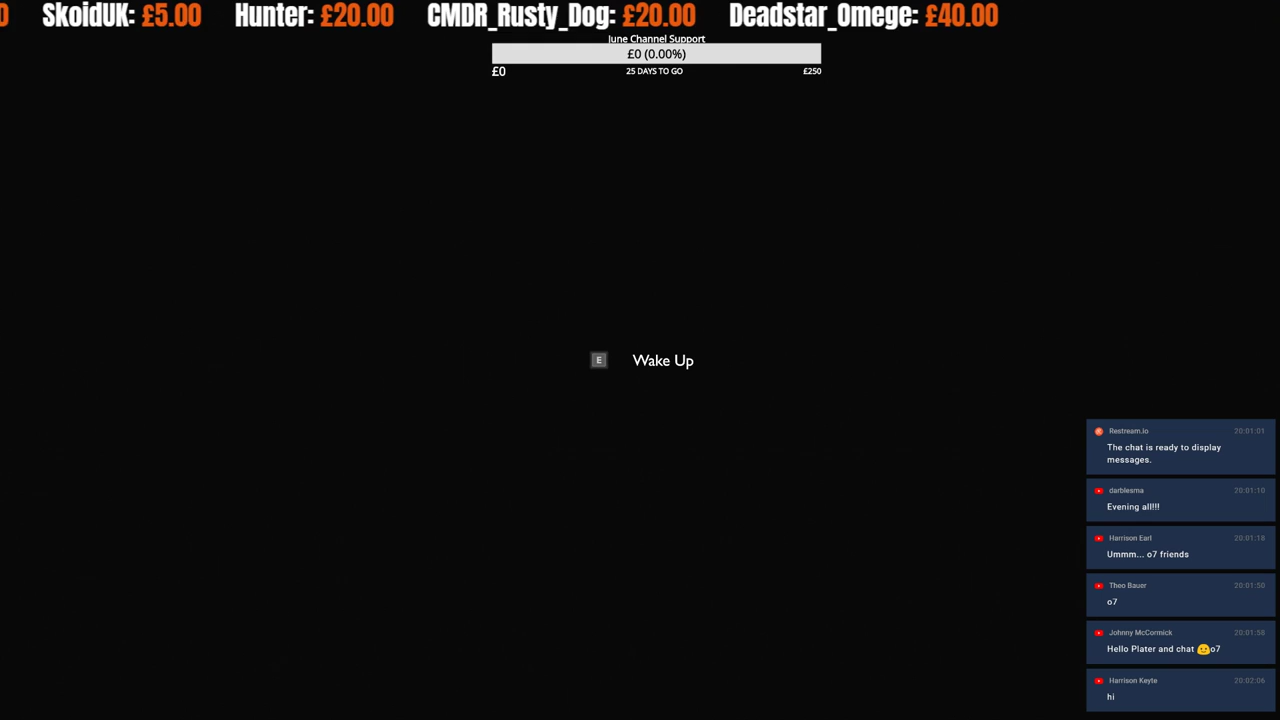 0 SkoidUK: £5.00 Hunter: £20.00 CMDR_Rusty_Dog: £20.00 Deadstar_Omege: £40.00
June Channel Support
£0 (0.00%)
£0 25 DAYS TO GO £250
E Wake Up
Restream.io 20:01:01
The chat is ready to display
messages.
darblesma 20:01:10
Evening all!!!
Harrison Earl 20:01:18
Ummm... o7 friends
Theo Bauer 20:01:50
o7
Johnny McCormick 20:01:58
Hello Plater and chat 😊o7
Harrison Keyte 20:02:06
hi